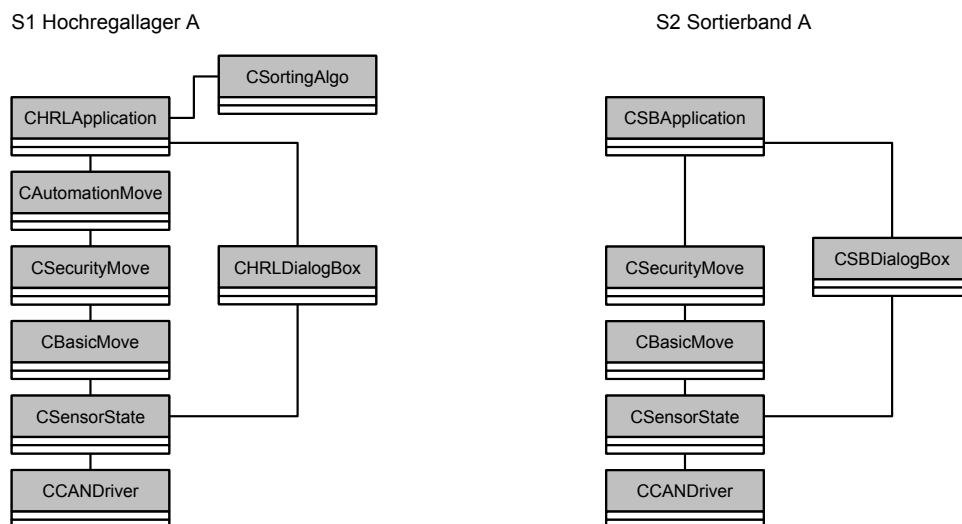 S1 Hochregallager A
CSortingAlgo
CHRLApplication
CAutomationMove
CSecurityMove
CHRLDialogBox
CBasicMove
CSensorState
CCANDriver
S2 Sortierband A
CSBApplication
CSecurityMove
CSBDialogBox
CBasicMove
CSensorState
CCANDriver